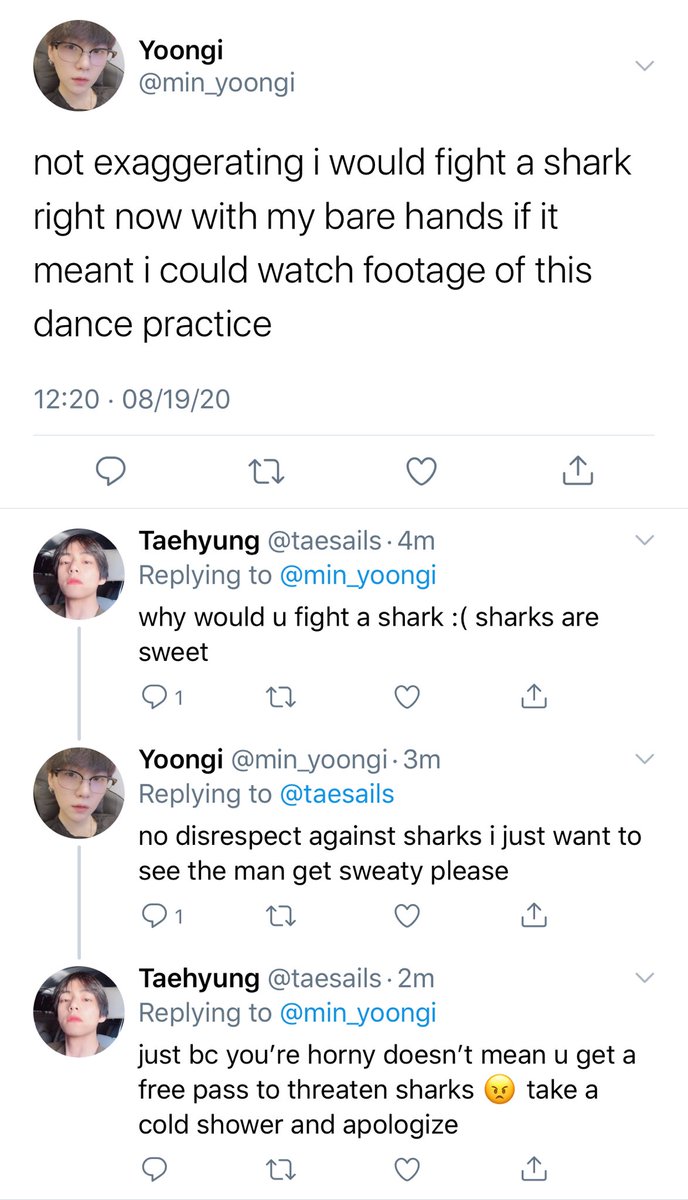 Yoongi
@min_yoongi
not exaggerating i would fight a shark
right now with my bare hands if it
meant i could watch footage of this
dance practice
12:20 · 08/19/20
Taehyung @taesails · 4m
Replying to @min_yoongi
why would u fight a shark :( sharks are
sweet
1
Yoongi @min_yoongi · 3m
Replying to @taesails
no disrespect against sharks i just want to
see the man get sweaty please
1
Taehyung @taesails · 2m
Replying to @min_yoongi
just bc you’re horny doesn’t mean u get a
free pass to threaten sharks 😠 take a
cold shower and apologize